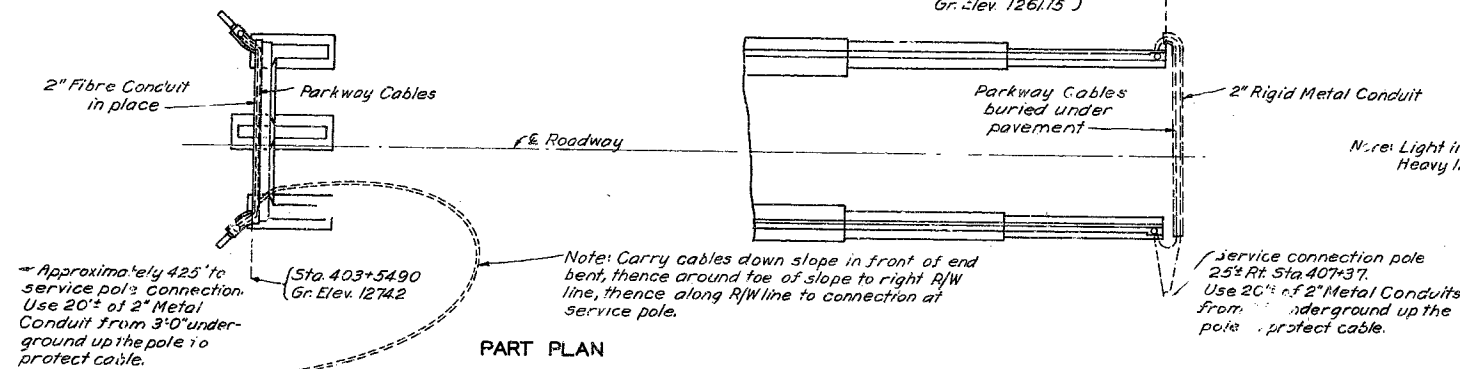 Gr. Elev. 1261.15 )
2" Fibre Conduit
in place
Parkway Cables
℄ Roadway
Parkway Cables
buried under
pavement
2" Rigid Metal Conduit
Note: Light
Heavy
Approximately 425' to
service pole connection.
Use 20'± of 2" Metal
Conduit from 3'0" under-
ground up the pole to
protect cable.
Sta. 403+54.90
Gr. Elev. 1274.2
Note: Carry cables down slope in front of end
bent, thence around toe of slope to right R/W
line, thence along R/W line to connection at
service pole.
Service connection pole
25'± Rt. Sta. 407+37.
Use 20'± of 2" Metal Conduits
from underground up the
pole protect cable.
PART PLAN